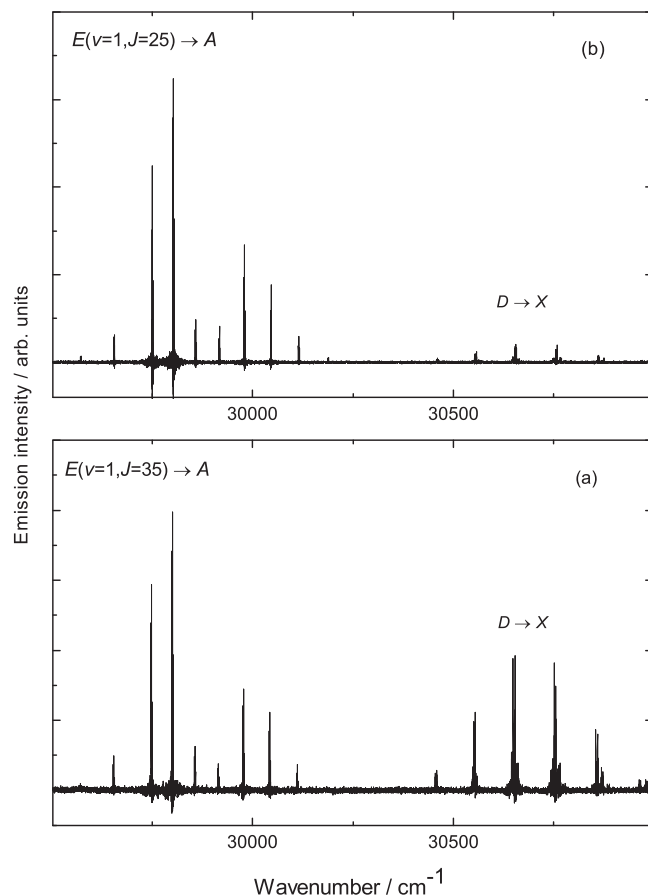 E(v=1,J=25) → A
(b)
D → X
30000
30500
E(v=1,J=35) → A
(a)
D → X
30000
30500
Emission intensity / arb. units
Wavenumber / cm⁻¹